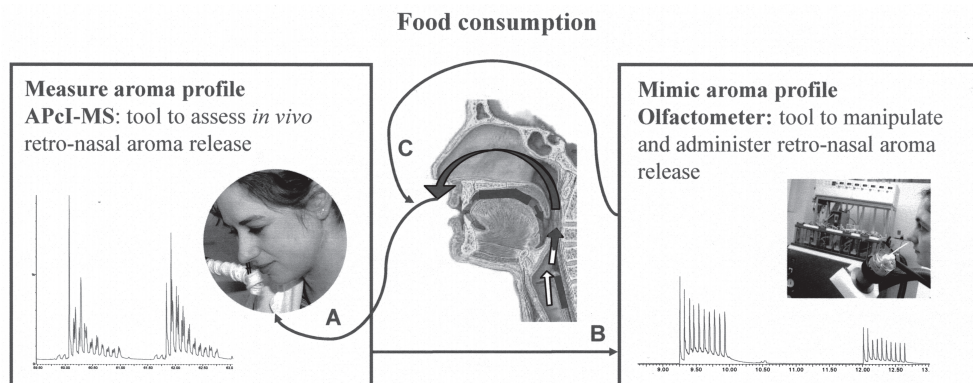 Food consumption
Measure aroma profile
APcI-MS: tool to assess in vivo
retro-nasal aroma release
A
C
B
Mimic aroma profile
Olfactometer: tool to manipulate
and administer retro-nasal aroma
release
9.00 9.50 10.00 10.50 11.00 11.50 12.00 12.50 13.